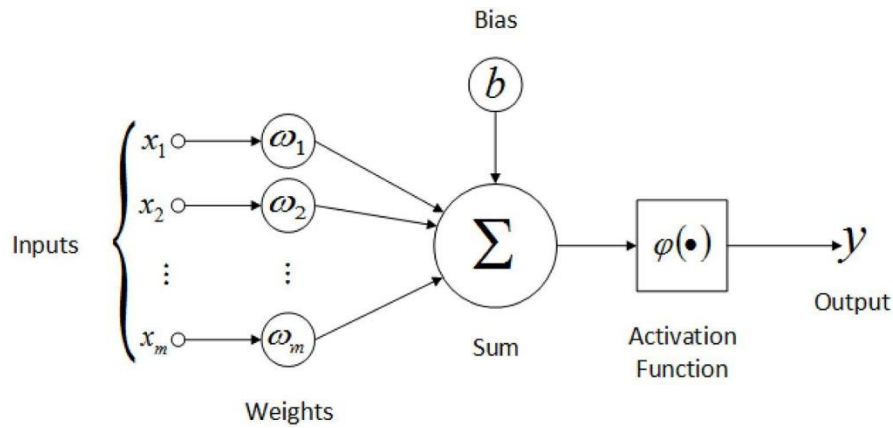 Bias
b
x₁ ω₁
x₂ ω₂
Inputs
⋮ ⋮
Σ
φ(•)
y
Output
xₘ ωₘ
Sum
Activation
Function
Weights